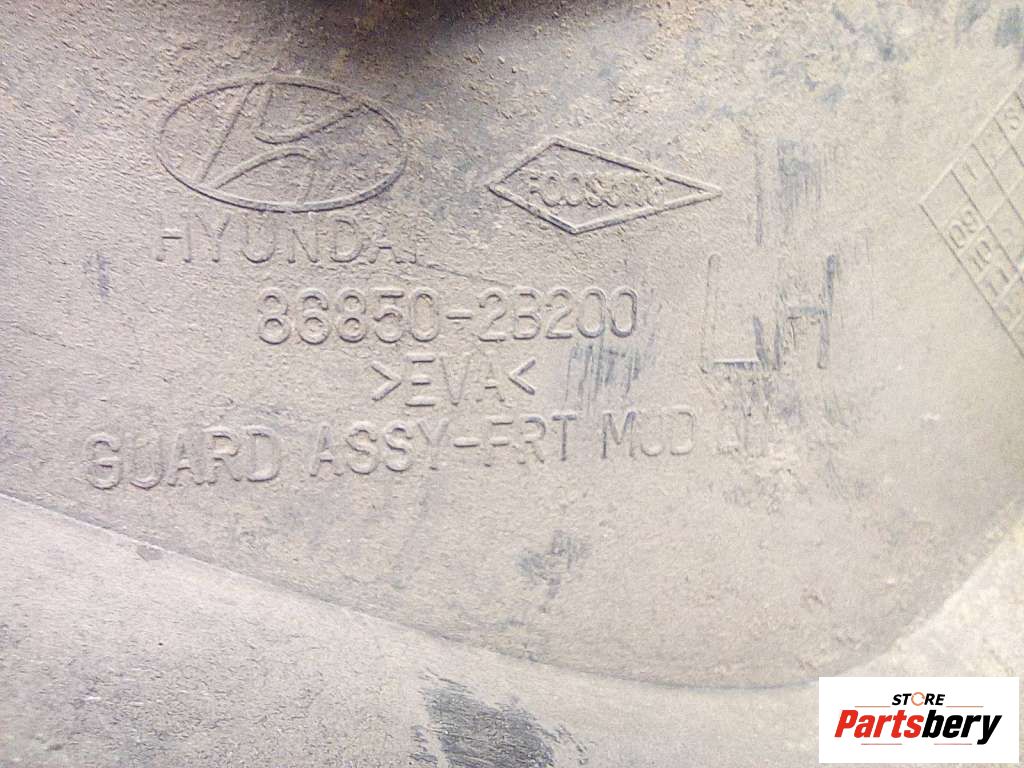 HYUNDAI
86850-2B200
LH
>EVA<
GUARD ASSY-FRT MUD
STORE
Partsbery